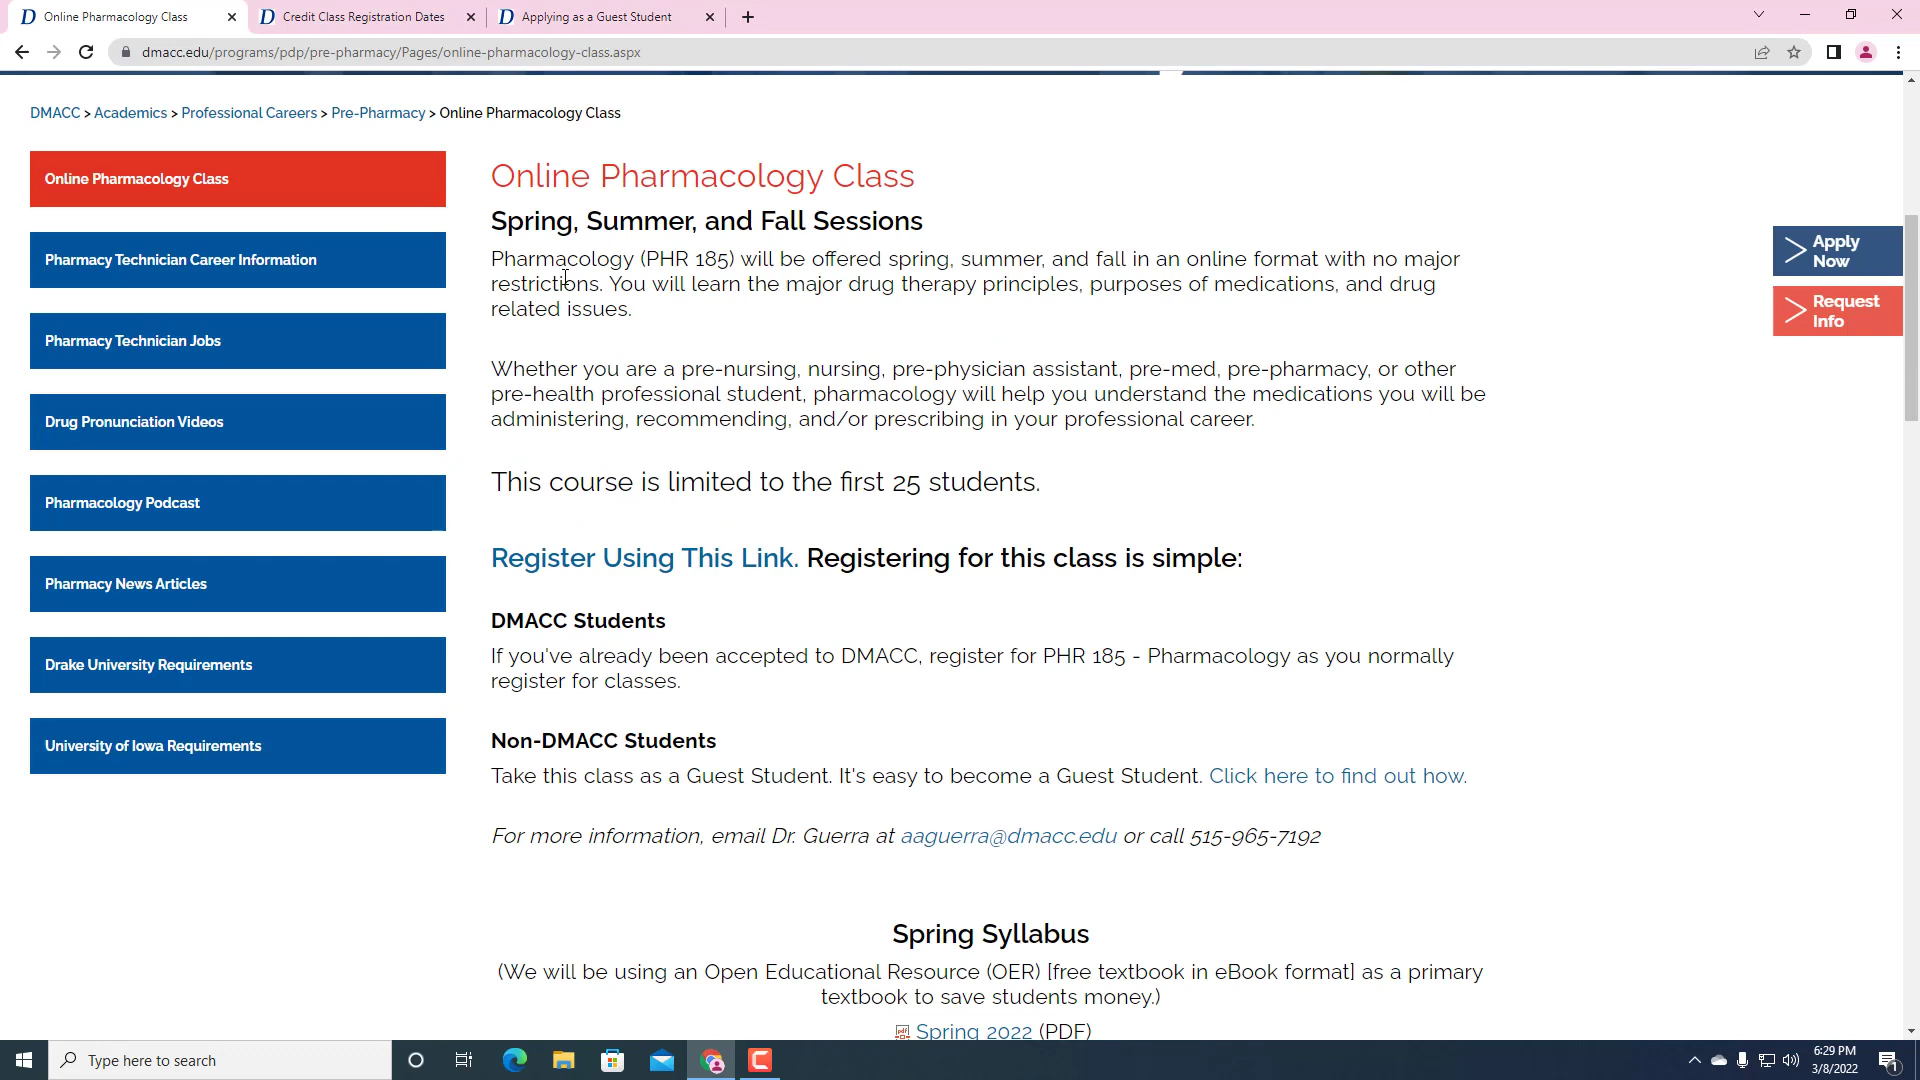 Online Pharmacology Class
Credit Class Registration Dates
Applying as a Guest Student
dmacc.edu/programs/pdp/pre-pharmacy/Pages/online-pharmacology-class.aspx
DMACC > Academics > Professional Careers > Pre-Pharmacy > Online Pharmacology Class
Online Pharmacology Class
Pharmacy Technician Career Information
Pharmacy Technician Jobs
Drug Pronunciation Videos
Pharmacology Podcast
Pharmacy News Articles
Drake University Requirements
University of Iowa Requirements
Online Pharmacology Class
Spring, Summer, and Fall Sessions
Pharmacology (PHR 185) will be offered spring, summer, and fall in an online format with no major
restrictions. You will learn the major drug therapy principles, purposes of medications, and drug
related issues.
Whether you are a pre-nursing, nursing, pre-physician assistant, pre-med, pre-pharmacy, or other
pre-health professional student, pharmacology will help you understand the medications you will be
administering, recommending, and/or prescribing in your professional career.
This course is limited to the first 25 students.
Register Using This Link. Registering for this class is simple:
DMACC Students
If you've already been accepted to DMACC, register for PHR 185 - Pharmacology as you normally
register for classes.
Non-DMACC Students
Take this class as a Guest Student. It's easy to become a Guest Student. Click here to find out how.
For more information, email Dr. Guerra at aaguerra@dmacc.edu or call 515-965-7192
Spring Syllabus
(We will be using an Open Educational Resource (OER) [free textbook in eBook format] as a primary
textbook to save students money.)
Spring 2022 (PDF)
Apply
Now
Request
Info
Type here to search
6:29 PM
3/8/2022
1